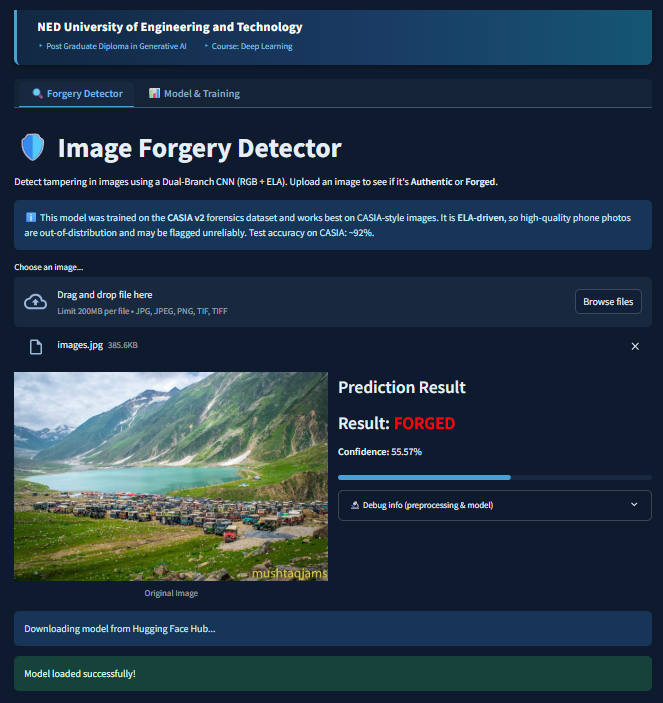 NED University of Engineering and Technology
‣ Post Graduate Diploma in Generative AI ‣ Course: Deep Learning
Forgery Detector Model & Training
Image Forgery Detector
Detect tampering in images using a Dual-Branch CNN (RGB + ELA). Upload an image to see if it's Authentic or Forged.
This model was trained on the CASIA v2 forensics dataset and works best on CASIA-style images. It is ELA-driven, so high-quality phone photos
are out-of-distribution and may be flagged unreliably. Test accuracy on CASIA: ~92%.
Choose an image...
Drag and drop file here
Limit 200MB per file • JPG, JPEG, PNG, TIF, TIFF
Browse files
images.jpg 385.6KB
Prediction Result
Result: FORGED
Confidence: 55.57%
Debug info (preprocessing & model)
mushtaqjams
Original Image
Downloading model from Hugging Face Hub...
Model loaded successfully!